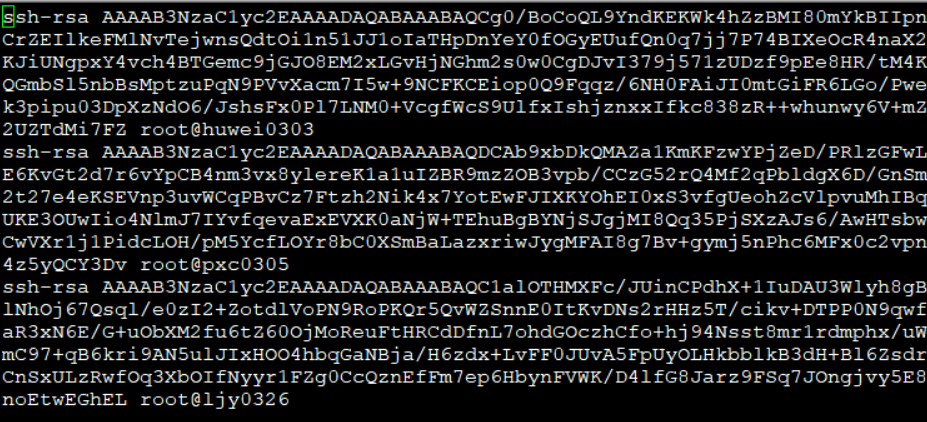 ssh-rsa AAAAB3NzaC1yc2EAAAADAQABAAABAQCg0/BoCoQL9YndKEKWk4hZzBMI80mYkBIIpn
CrZEIlkeFMlNvTejwnsQdtOi1n51JJ1oIaTHpDnYeY0fOGyEUufQn0q7jj7P74BIXeOcR4naX2
KJiUNgpxY4vch4BTGemc9jGJO8EM2xLGvHjNGhm2s0w0CgDJvI379j571zUDzf9pEe8HR/tM4K
QGmbSl5nbBsMptzuPqN9PVvXacm7I5w+9NCFKCEiop0Q9Fqqz/6NH0FAiJI0mtGiFR6LGo/Pwe
k3pipu03DpXzNdO6/JshsFx0Pl7LNM0+VcgfWcS9UlfxIshjznxxIfkc838zR++whunwy6V+mZ
2UZTdMi7FZ root@huwei0303
ssh-rsa AAAAB3NzaC1yc2EAAAADAQABAAABAQDCAb9xbDkQMAZa1KmKFzwYPjZeD/PRlzGFwL
E6KvGt2d7r6vYpCB4nm3vx8ylereK1a1uIZBR9mzZOB3vpb/CCzG52rQ4Mf2qPbldgX6D/GnSm
2t27e4eKSEVnp3uvWCqPBvCz7Ftzh2Nik4x7YotEwFJIXKYOhEI0xS3vfgUeohZcVlpvuMhIBq
UKE3OUwIio4NlmJ7IYvfqevaExEVXK0aNjW+TEhuBgBYNjSJgjMI8Qq35PjSXzAJs6/AwHTsbw
CwVXr1j1PidcLOH/pM5YcfLOYr8bC0XSmBaLazxriwJygMFAI8g7Bv+gymj5nPhc6MFx0c2vpn
4z5yQCY3Dv root@pxc0305
ssh-rsa AAAAB3NzaC1yc2EAAAADAQABAAABAQC1alOTHMXFc/JUinCPdhX+1IuDAU3Wlyh8gB
lNhOj67Qsql/e0zI2+ZotdlVoPN9RoPKQr5QvWZSnnE0ItKvDNs2rHHz5T/cikv+DTPP0N9qwf
aR3xN6E/G+uObXM2fu6tZ60OjMoReuFtHRCdDfnL7ohdGOczhCfo+hj94Nsst8mr1rdmphx/uW
mC97+qB6kri9AN5ulJIxHOO4hbqGaNBja/H6zdx+LvFF0JUvA5FpUyOLHkbblkB3dH+Bl6Zsdr
CnSxULzRwfOq3XbOIfNyyr1FZg0CcQznEfFm7ep6HbynFVWK/D4lfG8Jarz9FSq7JOngjvy5E8
noEtwEGhEL root@ljy0326